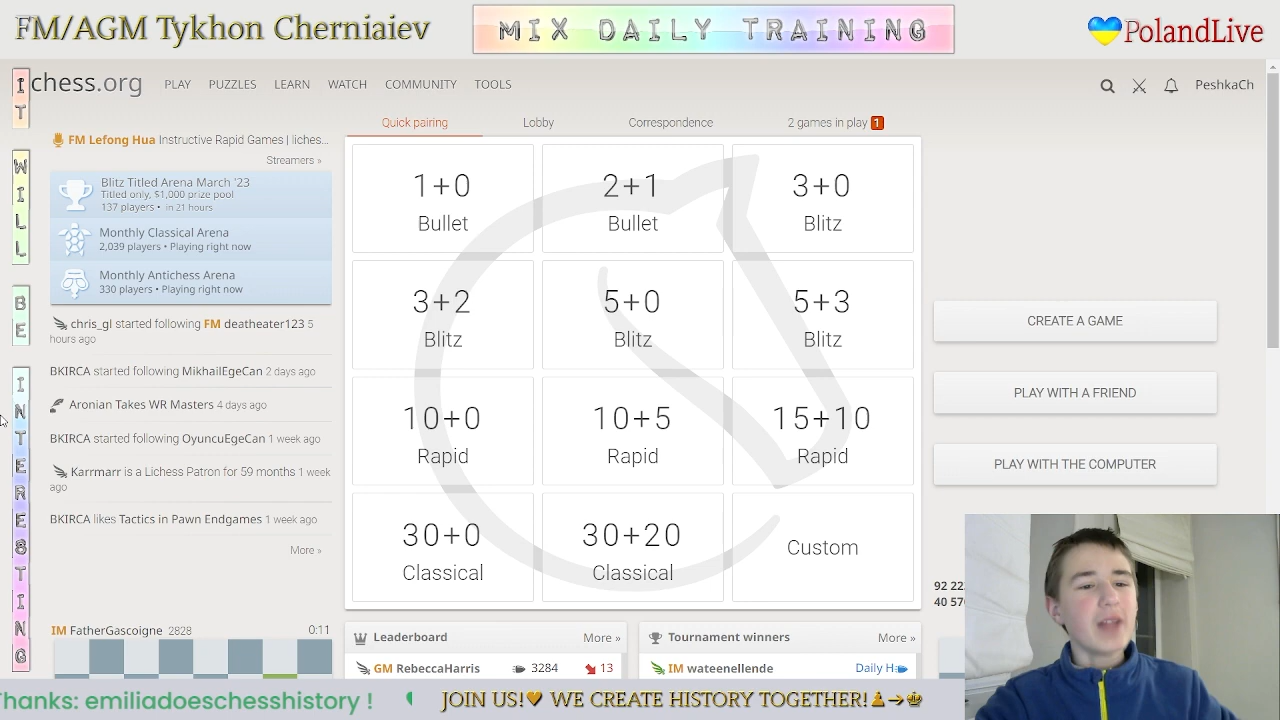 FM/AGM Tykhon Cherniaiev
MIX DAILY TRAINING
PolandLive
IT
WILL
BE
INTERESTING
chess.org
PLAY
PUZZLES
LEARN
WATCH
COMMUNITY
TOOLS
PeshkaCh
FM Lefong Hua Instructive Rapid Games | liches...
Streamers »
Blitz Titled Arena March '23
Titled only, $1,000 prize pool
137 players • in 21 hours
Monthly Classical Arena
2,039 players • Playing right now
Monthly Antichess Arena
330 players • Playing right now
chris_gl started following FM deatheater123 5
hours ago
BKIRCA started following MikhailEgeCan 2 days ago
Aronian Takes WR Masters 4 days ago
BKIRCA started following OyuncuEgeCan 1 week ago
Karrmarr is a Lichess Patron for 59 months 1 week
ago
BKIRCA likes Tactics in Pawn Endgames 1 week ago
More »
IM FatherGascoigne 2828 0:11
Quick pairing
Lobby
Correspondence
2 games in play 1
1+0
Bullet
2+1
Bullet
3+0
Blitz
3+2
Blitz
5+0
Blitz
5+3
Blitz
10+0
Rapid
10+5
Rapid
15+10
Rapid
30+0
Classical
30+20
Classical
Custom
CREATE A GAME
PLAY WITH A FRIEND
PLAY WITH THE COMPUTER
92 22
40 57
Leaderboard
More »
GM RebeccaHarris 3284 13
Tournament winners
More »
IM wateenellende Daily H
Thanks: emiliadoeschesshistory !
JOIN US! WE CREATE HISTORY TOGETHER!